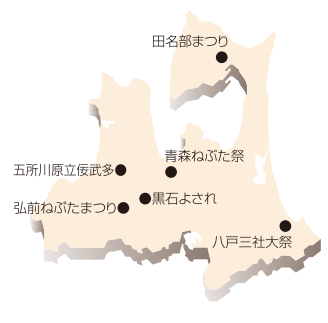 田名部まつり
青森ねぶた祭
五所川原立佞武多
黒石よされ
弘前ねぷたまつり
八戸三社大祭